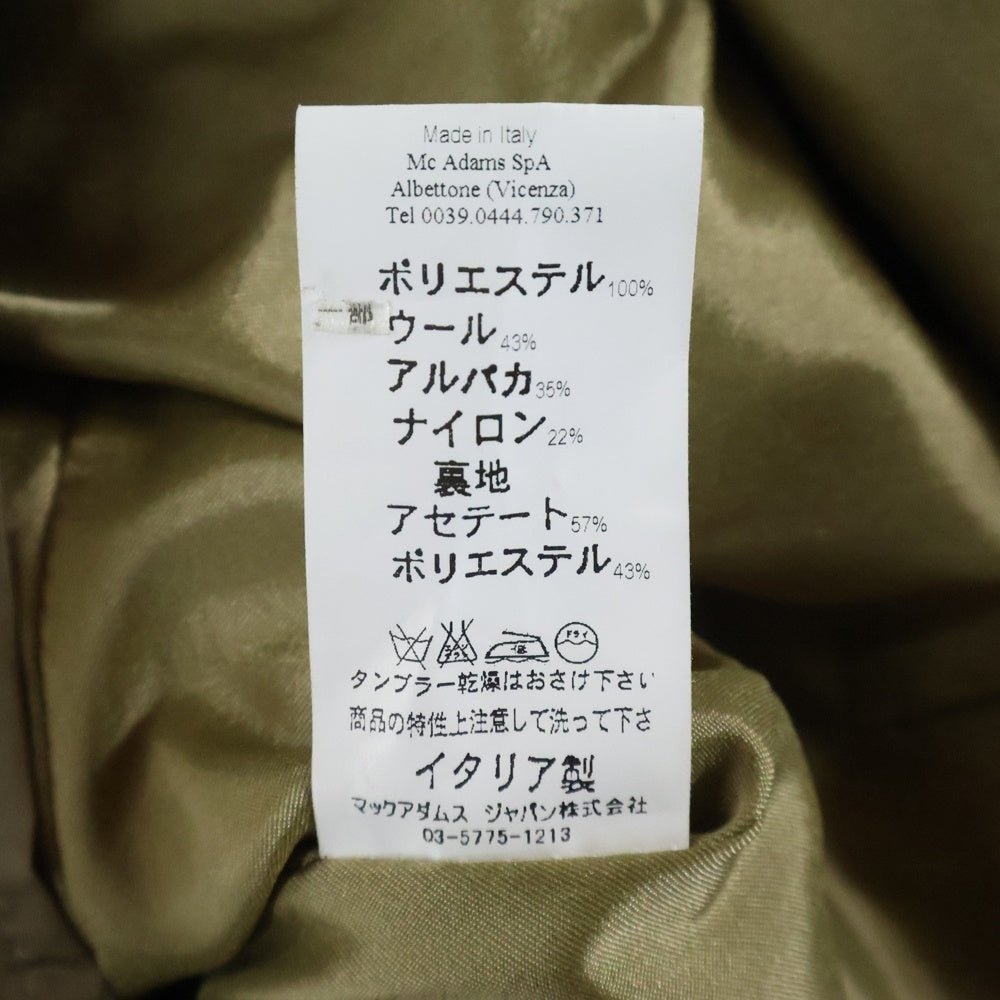 Made in Italy
Mc Adams SpA
Albettone (Vicenza)
Tel 0039.0444.790.371
ポリエステル100%
ウール43%
アルパカ35%
ナイロン22%
裏地
アセテート57%
ポリエステル43%
低 ドライ
タンブラー乾燥はおさけ下さい
商品の特性上注意して洗って下さ
イタリア製
マックアダムス ジャパン株式会社
03-5775-1213